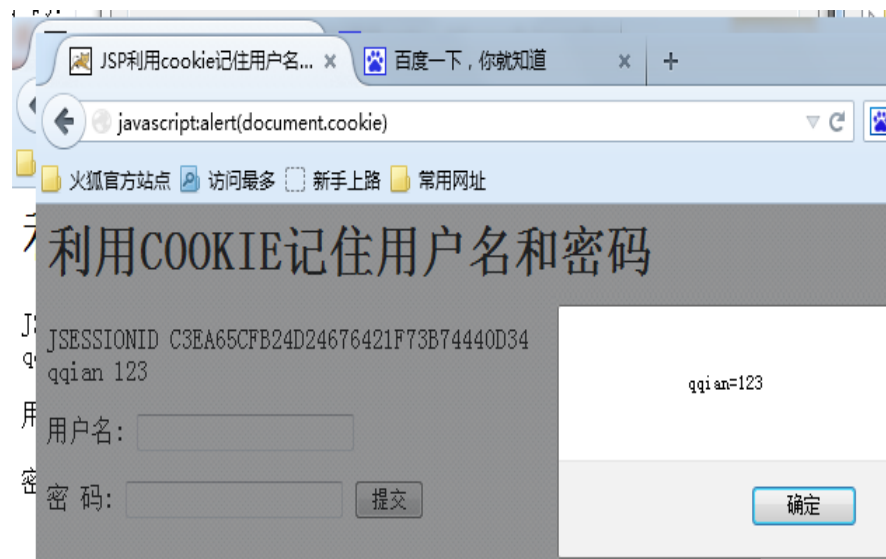 JSP利用cookie记住用户名...
百度一下，你就知道
javascript:alert(document.cookie)
火狐官方站点 访问最多 新手上路 常用网址
利用COOKIE记住用户名和密码
JSESSIONID C3EA65CFB24D24676421F73B74440D34
qqian 123
qqian=123
用户名:
密 码: 提交
确定